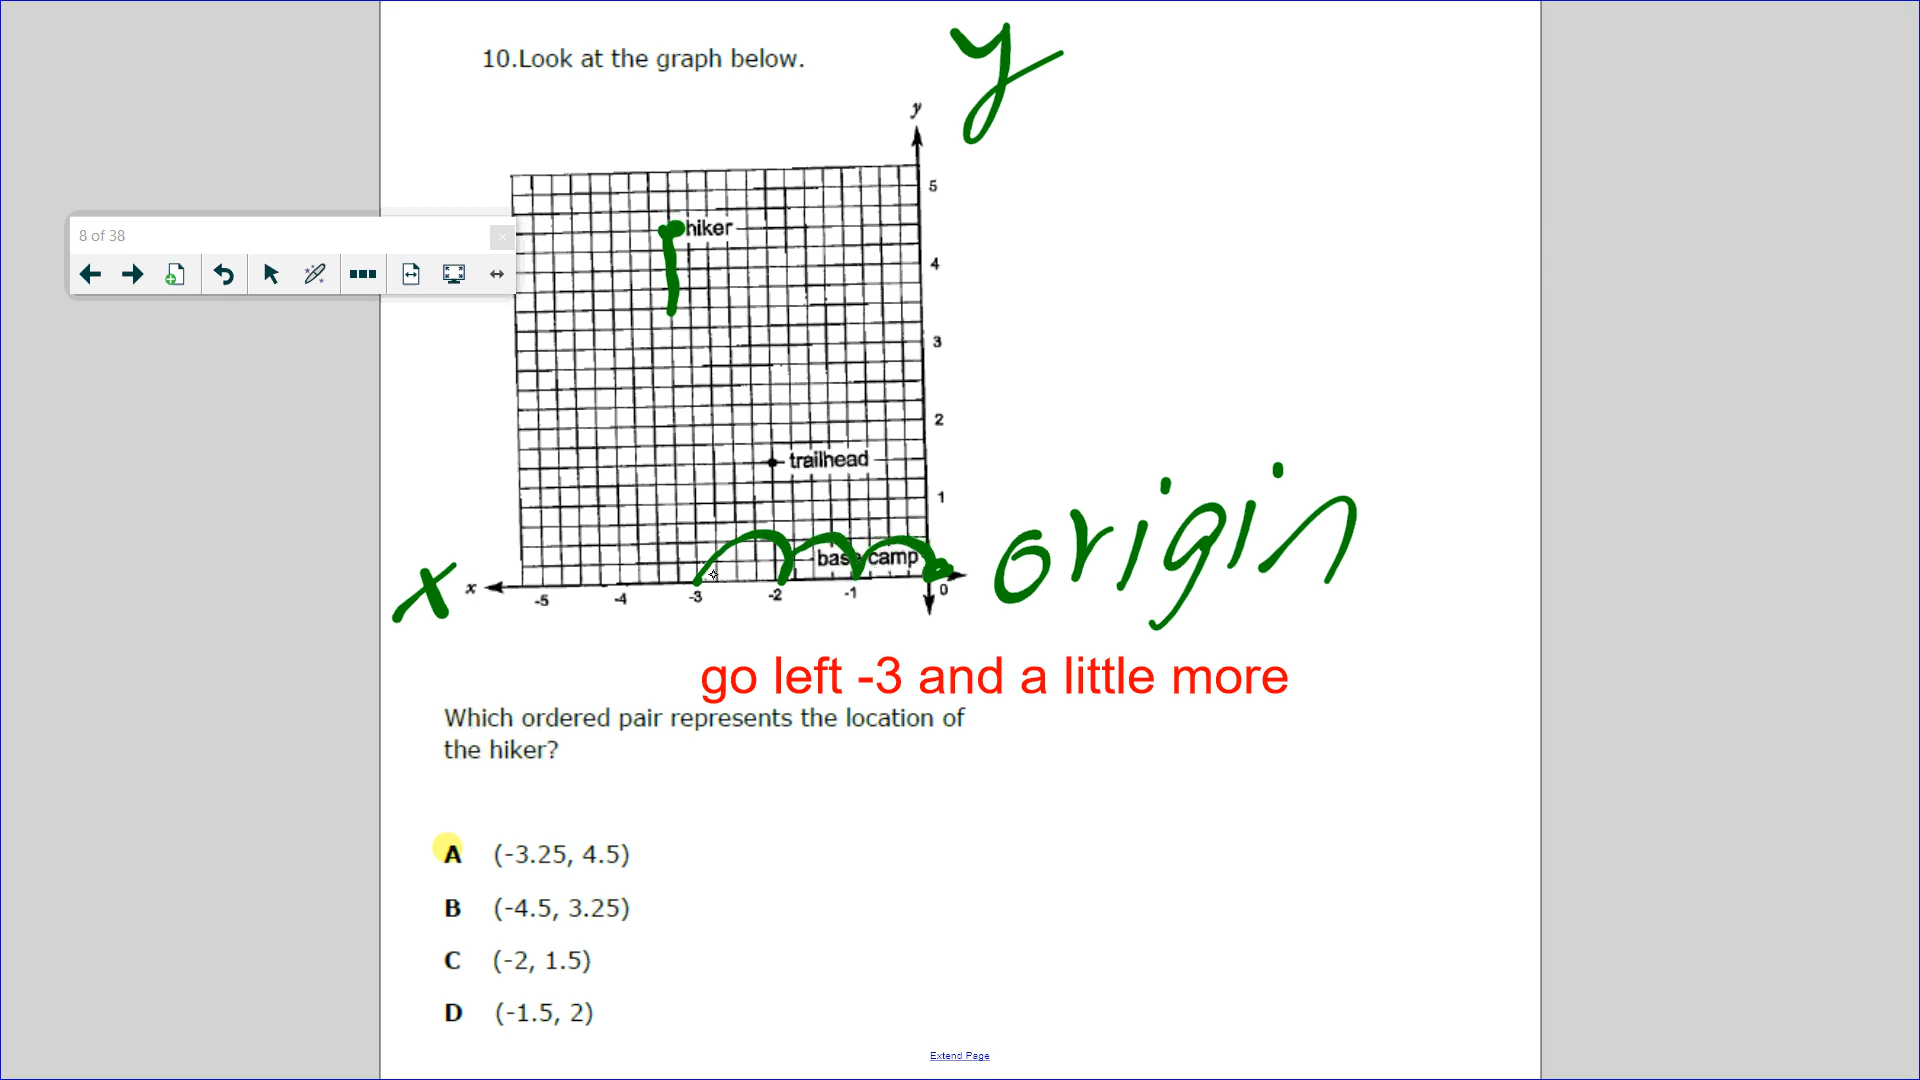 y
10.Look at the graph below.
y
5
8 of 38
hiker
4
3
2
trailhead
1
origin
base camp
x
x
-5 -4 -3 -2 -1 0
go left -3 and a little more
Which ordered pair represents the location of
the hiker?
A (-3.25, 4.5)
B (-4.5, 3.25)
C (-2, 1.5)
D (-1.5, 2)
Extend Page